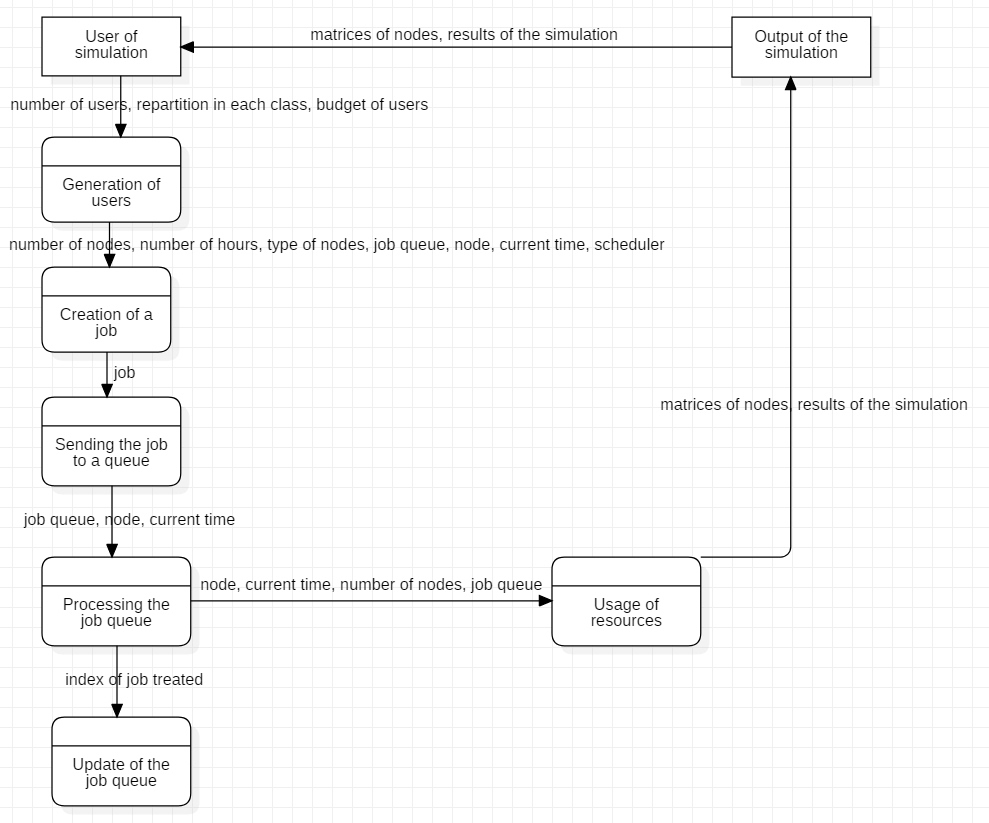 User of
simulation
matrices of nodes, results of the simulation
Output of the
simulation
number of users, repartition in each class, budget of users
Generation of
users
number of nodes, number of hours, type of nodes, job queue, node, current time, scheduler
Creation of a
job
job
matrices of nodes, results of the simulation
Sending the job
to a queue
job queue, node, current time
Processing the
job queue
node, current time, number of nodes, job queue
Usage of
resources
index of job treated
Update of the
job queue